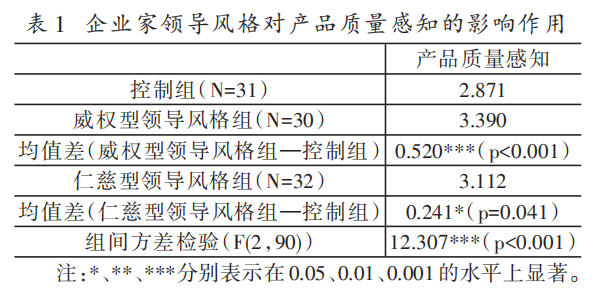 表1 企业家领导风格对产品质量感知的影响作用
产品质量感知
控制组(N=31) 2.871
威权型领导风格组(N=30) 3.390
均值差(威权型领导风格组—控制组) 0.520***(p<0.001)
仁慈型领导风格组(N=32) 3.112
均值差(仁慈型领导风格组—控制组) 0.241*(p=0.041)
组间方差检验(F(2,90)) 12.307***(p<0.001)
注:*、**、***分别表示在0.05、0.01、0.001的水平上显著。